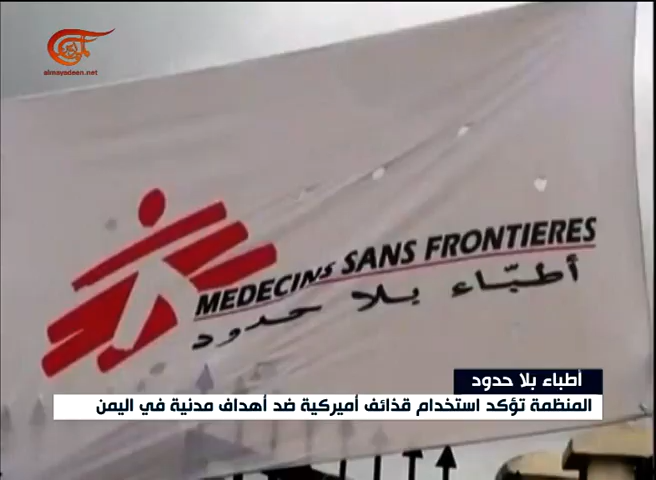 almayadeen.net
MEDECINS SANS FRONTIERES
أطبّاء بلا حدود
أطباء بلا حدود
المنظمة تؤكد استخدام قذائف أميركية ضد أهداف مدنية في اليمن